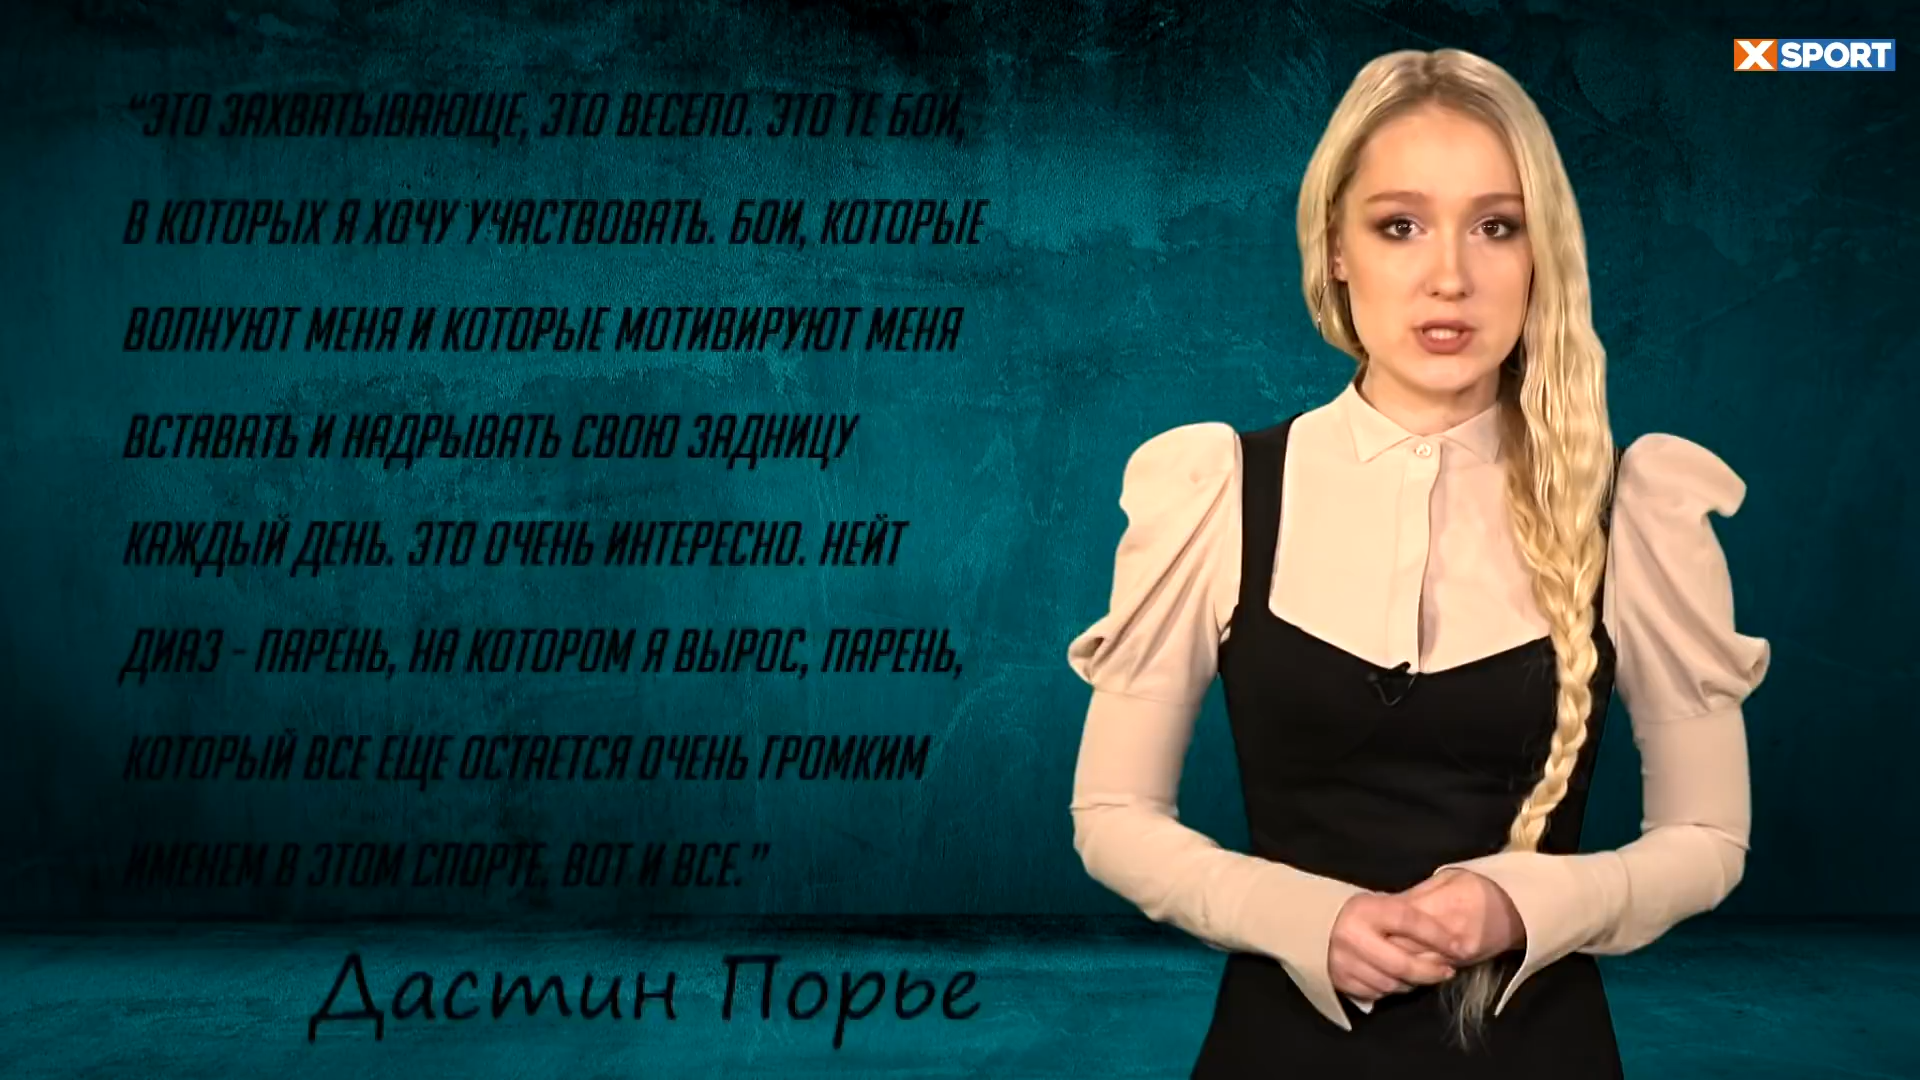 XSPORT
“ЭТО ЗАХВАТЫВАЮЩЕ, ЭТО ВЕСЕЛО. ЭТО ТЕ БОИ,
В КОТОРЫХ Я ХОЧУ УЧАСТВОВАТЬ. БОИ, КОТОРЫЕ
ВОЛНУЮТ МЕНЯ И КОТОРЫЕ МОТИВИРУЮТ МЕНЯ
ВСТАВАТЬ И НАДРЫВАТЬ СВОЮ ЗАДНИЦУ
КАЖДЫЙ ДЕНЬ. ЭТО ОЧЕНЬ ИНТЕРЕСНО. НЕЙТ
ДИАЗ - ПАРЕНЬ, НА КОТОРОМ Я ВЫРОС, ПАРЕНЬ,
КОТОРЫЙ ВСЕ ЕЩЕ ОСТАЕТСЯ ОЧЕНЬ ГРОМКИМ
ИМЕНЕМ В ЭТОМ СПОРТЕ. ВОТ И ВСЕ.”
Дастин Порье